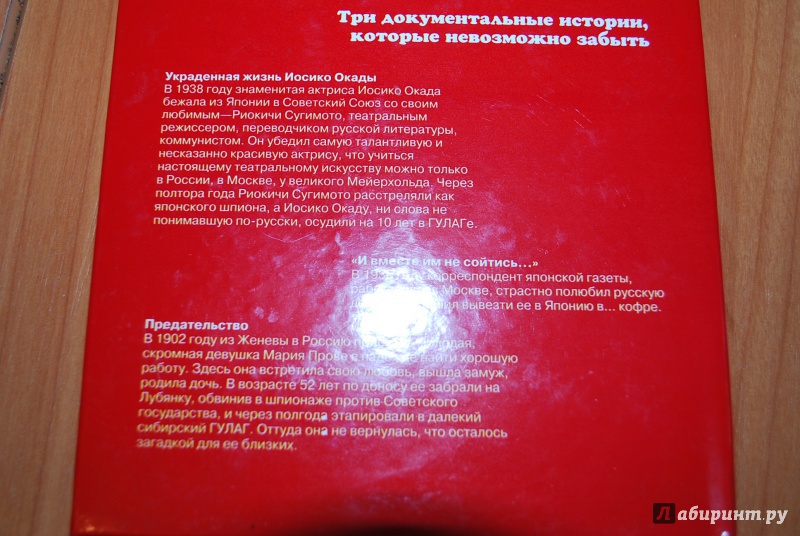 Три документальные истории,
которые невозможно забыть
Украденная жизнь Иосико Окады
В 1938 году знаменитая актриса Иосико Окада
бежала из Японии в Советский Союз со своим
любимым—Риокичи Сугимото, театральным
режиссером, переводчиком русской литературы,
коммунистом. Он убедил самую талантливую и
несказанно красивую актрису, что учиться
настоящему театральному искусству можно только
в России, в Москве, у великого Мейерхольда. Через
полтора года Риокичи Сугимото расстреляли как
японского шпиона, а Иосико Окаду, ни слова не
понимавшую по-русски, осудили на 10 лет в ГУЛАГе.
«И вместе им не сойтись...»
В корреспондент японской газеты,
в Москве, страстно полюбил русскую
вывезти ее в Японию в... кофре.
Предательство
В 1902 году из Женевы в Россию
скромная девушка Мария Прове в найти хорошую
работу. Здесь она встретила свою любовь, вышла замуж,
родила дочь. В возрасте 52 лет по доносу ее забрали на
Лубянку, обвинив в шпионаже против Советского
государства, и через полгода этапировали в далекий
сибирский ГУЛАГ. Оттуда она не вернулась, что осталось
загадкой для ее близких.
Лабиринт.ру